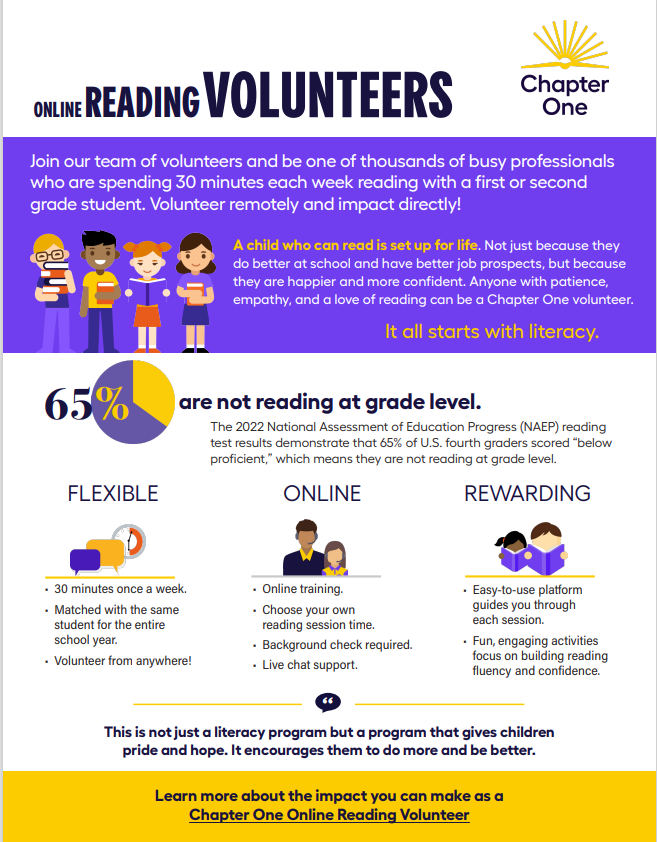 ONLINE READING VOLUNTEERS
Chapter
One
Join our team of volunteers and be one of thousands of busy professionals
who are spending 30 minutes each week reading with a first or second
grade student. Volunteer remotely and impact directly!
A child who can read is set up for life. Not just because they
do better at school and have better job prospects, but because
they are happier and more confident. Anyone with patience,
empathy, and a love of reading can be a Chapter One volunteer.
It all starts with literacy.
65% are not reading at grade level.
The 2022 National Assessment of Education Progress (NAEP) reading
test results demonstrate that 65% of U.S. fourth graders scored “below
proficient,” which means they are not reading at grade level.
FLEXIBLE
• 30 minutes once a week.
• Matched with the same
student for the entire
school year.
• Volunteer from anywhere!
ONLINE
• Online training.
• Choose your own
reading session time.
• Background check required.
• Live chat support.
REWARDING
• Easy-to-use platform
guides you through
each session.
• Fun, engaging activities
focus on building reading
fluency and confidence.
“
This is not just a literacy program but a program that gives children
pride and hope. It encourages them to do more and be better.
Learn more about the impact you can make as a
Chapter One Online Reading Volunteer